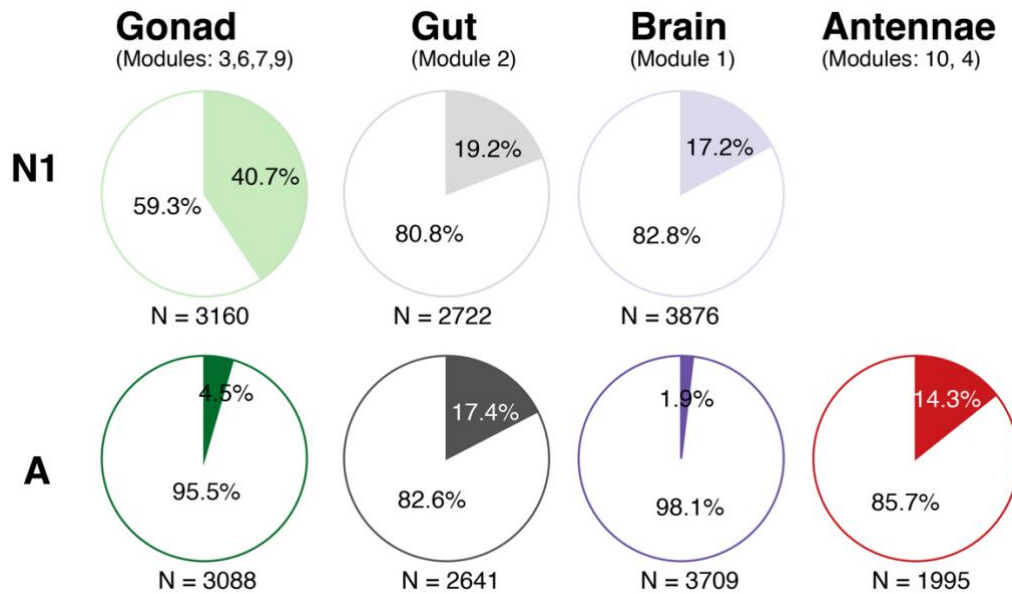 Gonad Gut Brain Antennae
(Modules: 3,6,7,9) (Module 2) (Module 1) (Modules: 10, 4)
N1
40.7%
59.3%
19.2%
80.8%
17.2%
82.8%
N = 3160 N = 2722 N = 3876
A
4.5%
95.5%
17.4%
82.6%
1.9%
98.1%
14.3%
85.7%
N = 3088 N = 2641 N = 3709 N = 1995